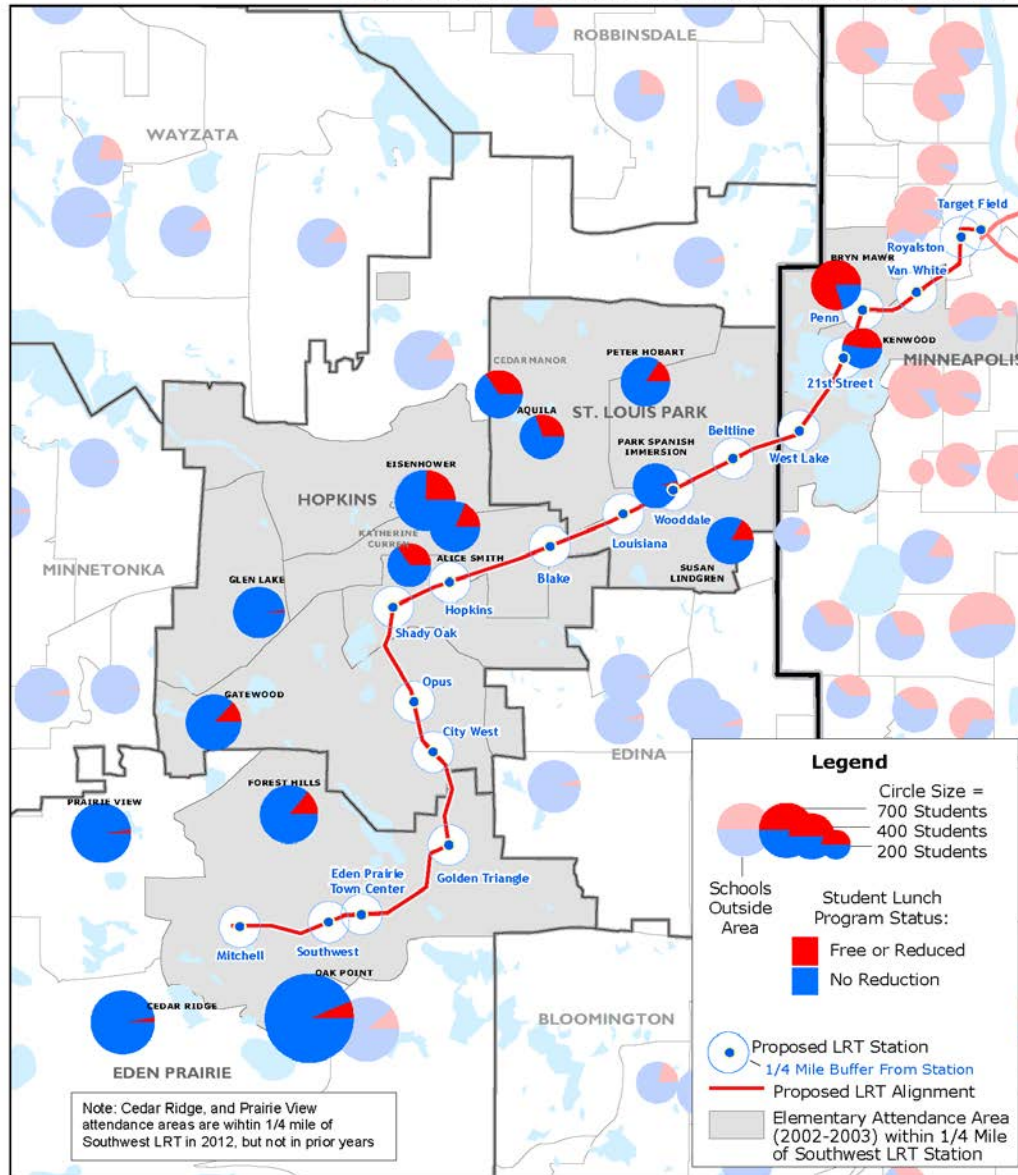 ROBBINSDALE
WAYZATA
Target Field
Royalston
BRYN MAWR
Van White
Penn
KENWOOD
MINNEAPOLIS
21st Street
PETER HOBART
CEDAR MANOR
ST. LOUIS PARK
AQUILA
Beltline
West Lake
PARK SPANISH
IMMERSION
EISENHOWER
HOPKINS
Wooddale
KATHERINE
CURREN
ALICE SMITH
Louisiana
Blake
SUSAN
LINDGREN
MINNETONKA
GLEN LAKE
Hopkins
Shady Oak
Opus
GATEWOOD
City West
EDINA
FOREST HILLS
PRAIRIE VIEW
Golden Triangle
Eden Prairie
Town Center
Mitchell
Southwest
OAK POINT
CEDAR RIDGE
BLOOMINGTON
EDEN PRAIRIE
Note: Cedar Ridge, and Prairie View
attendance areas are wihtin 1/4 mile of
Southwest LRT in 2012, but not in prior years
Legend
Circle Size =
700 Students
400 Students
200 Students
Schools
Outside
Area
Student Lunch
Program Status:
Free or Reduced
No Reduction
Proposed LRT Station
1/4 Mile Buffer From Station
Proposed LRT Alignment
Elementary Attendance Area
(2002-2003) within 1/4 Mile
of Southwest LRT Station